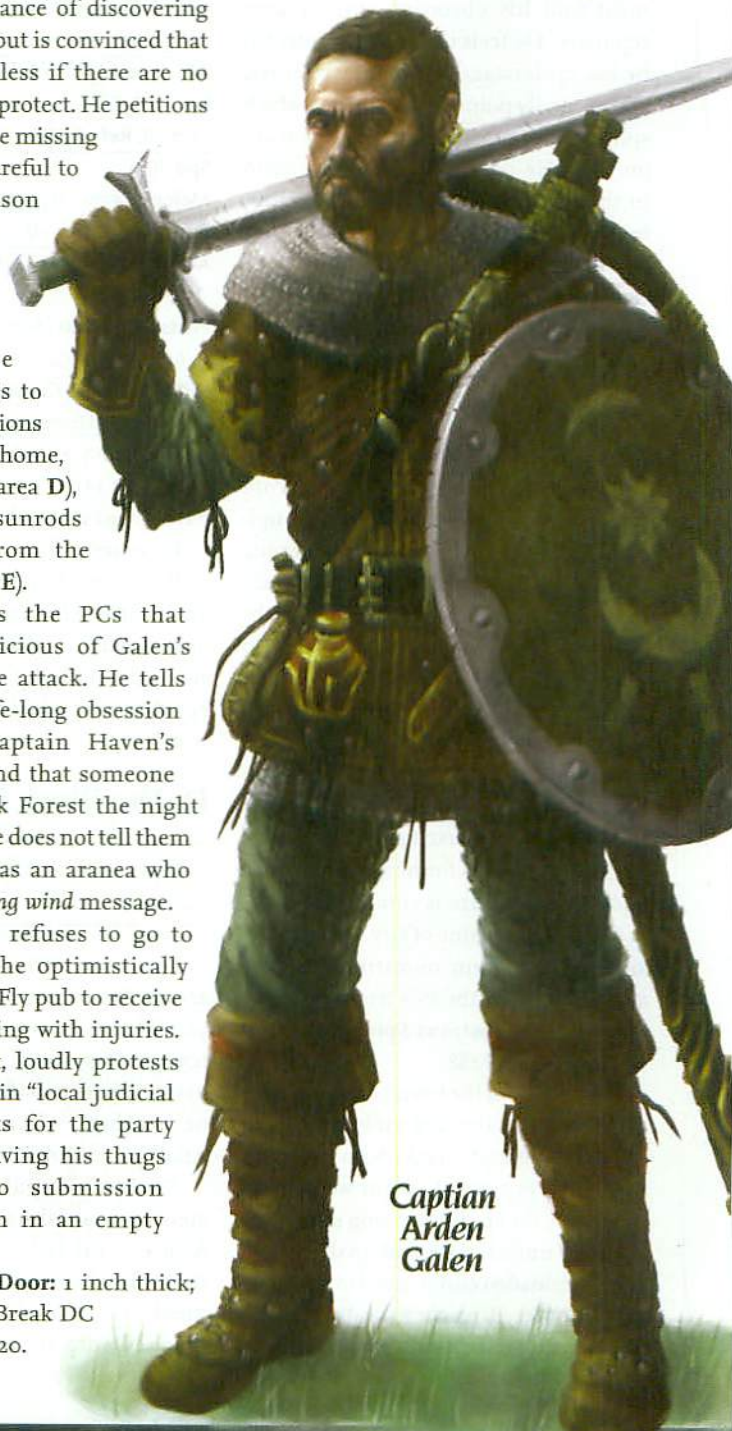 ance of discovering
but is convinced that
less if there are no
protect. He petitions
e missing
reful to
son
e
s to
ions
home,
area D),
sunrods
rom the
E).
s the PCs that
icious of Galen's
e attack. He tells
fe-long obsession
aptain Haven's
nd that someone
k Forest the night
e does not tell them
as an aranea who
ng wind message.
refuses to go to
he optimistically
Fly pub to receive
ing with injuries.
, loudly protests
in “local judicial
ks for the party
ving his thugs
o submission
n in an empty
Door: 1 inch thick;
Break DC
20.
Captian
Arden
Galen